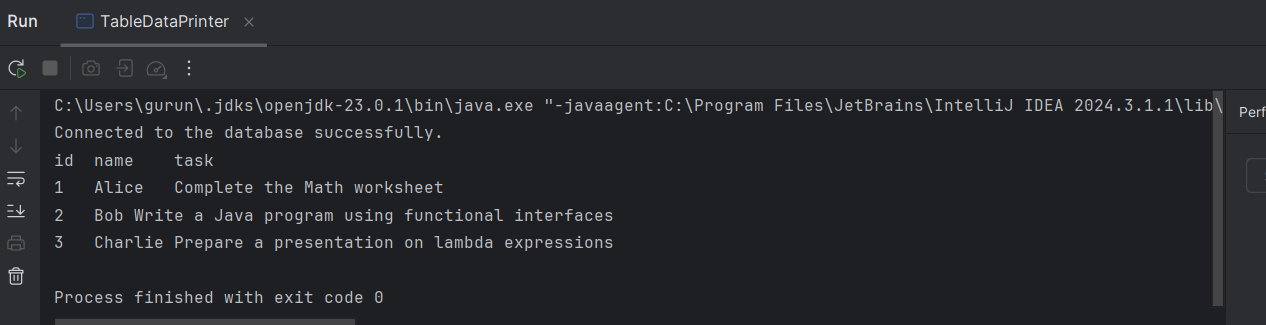 Run TableDataPrinter
C:\Users\gurun\.jdks\openjdk-23.0.1\bin\java.exe "-javaagent:C:\Program Files\JetBrains\IntelliJ IDEA 2024.3.1.1\lib\
Perf
Connected to the database successfully.
id name task
1 Alice Complete the Math worksheet
2 Bob Write a Java program using functional interfaces
3 Charlie Prepare a presentation on lambda expressions
Process finished with exit code 0